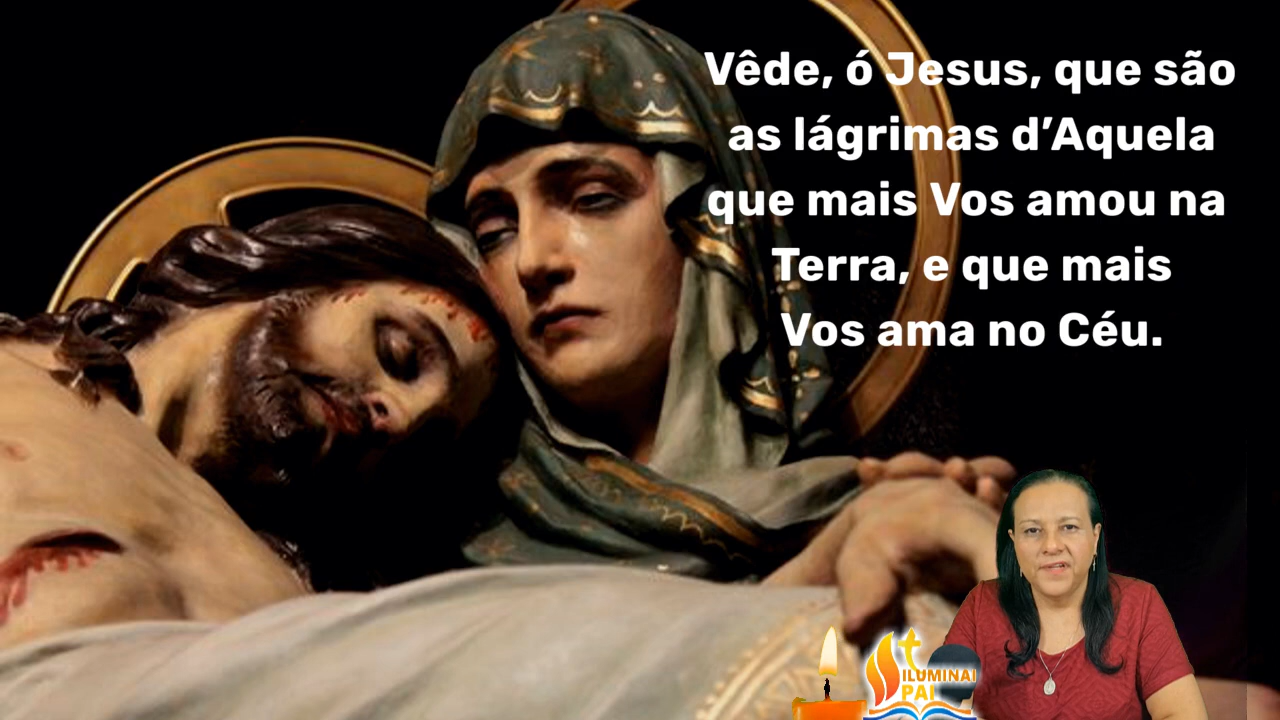 Vêde, ó Jesus, que são
as lágrimas d’Aquela
que mais Vos amou na
Terra, e que mais
Vos ama no Céu.
ILUMINAI
PAI